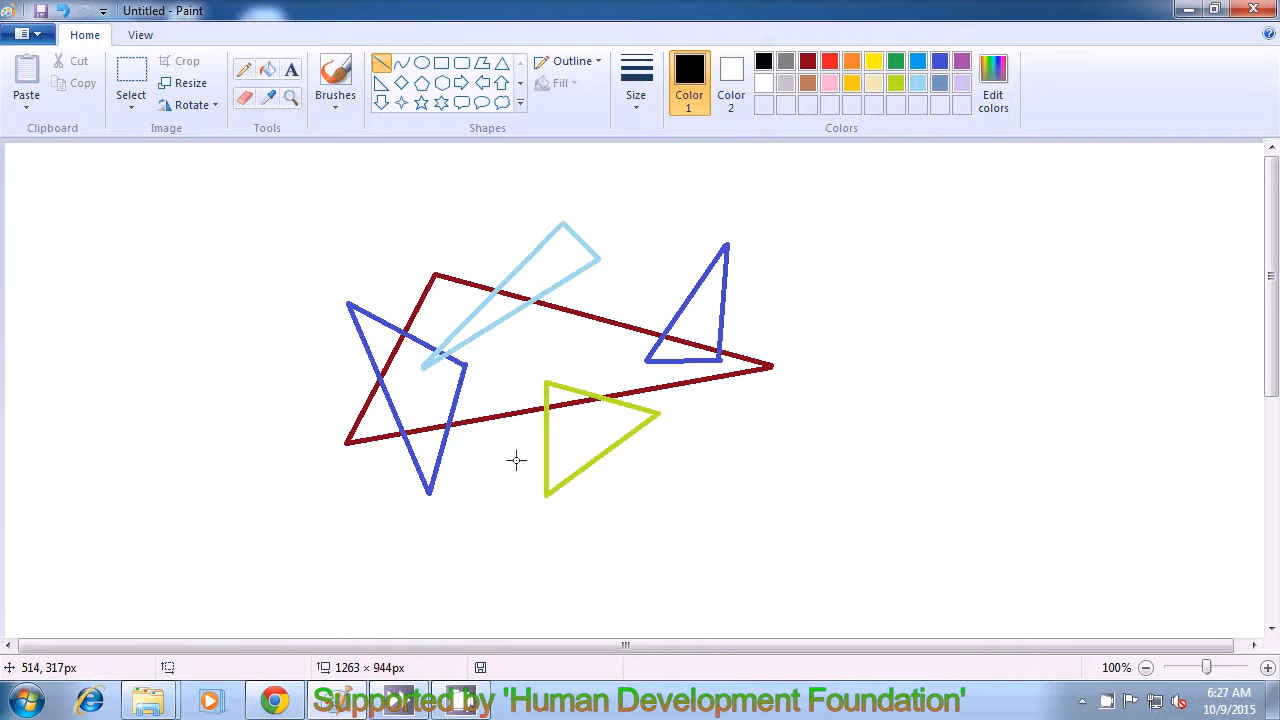 Untitled - Paint
Home
View
Paste
Cut
Copy
Clipboard
Select
Crop
Resize
Rotate
Image
A
Tools
Brushes
Shapes
Outline
Fill
Size
Color
1
Color
2
Edit
colors
Colors
514, 317px
1263 × 944px
100%
Supported by 'Human Development Foundation'
6:27 AM
10/9/2015